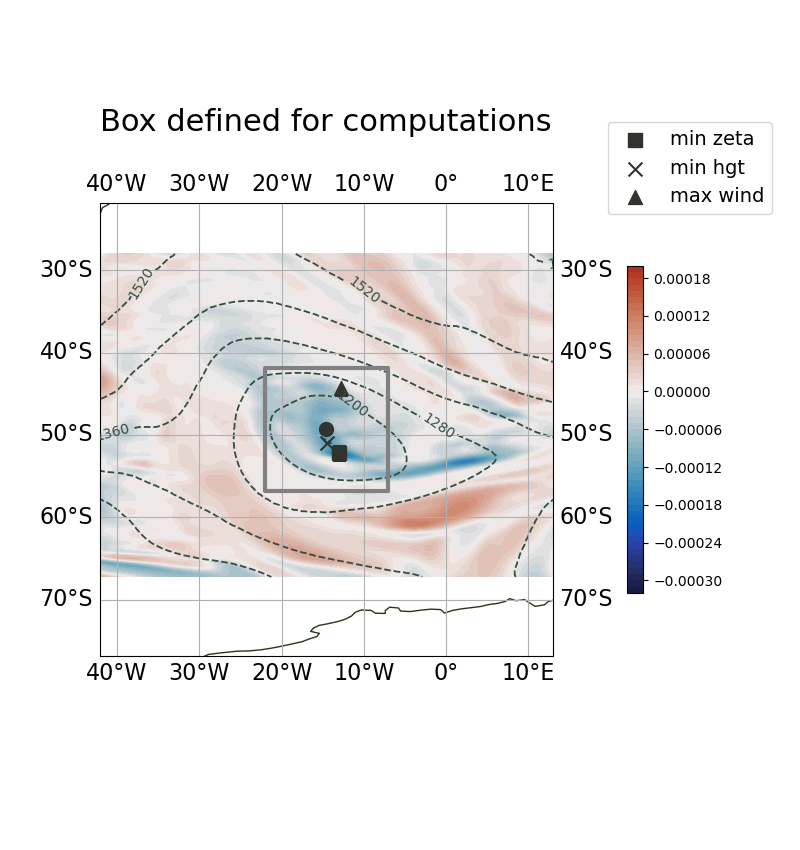 Box defined for computations
min zeta
min hgt
max wind
40°W 30°W 20°W 10°W 0° 10°E
30°S 30°S
40°S 40°S
50°S 50°S
60°S 60°S
70°S 70°S
40°W 30°W 20°W 10°W 0° 10°E
1520
1520
1200
1280
360
0.00018
0.00012
0.00006
0.00000
−0.00006
−0.00012
−0.00018
−0.00024
−0.00030